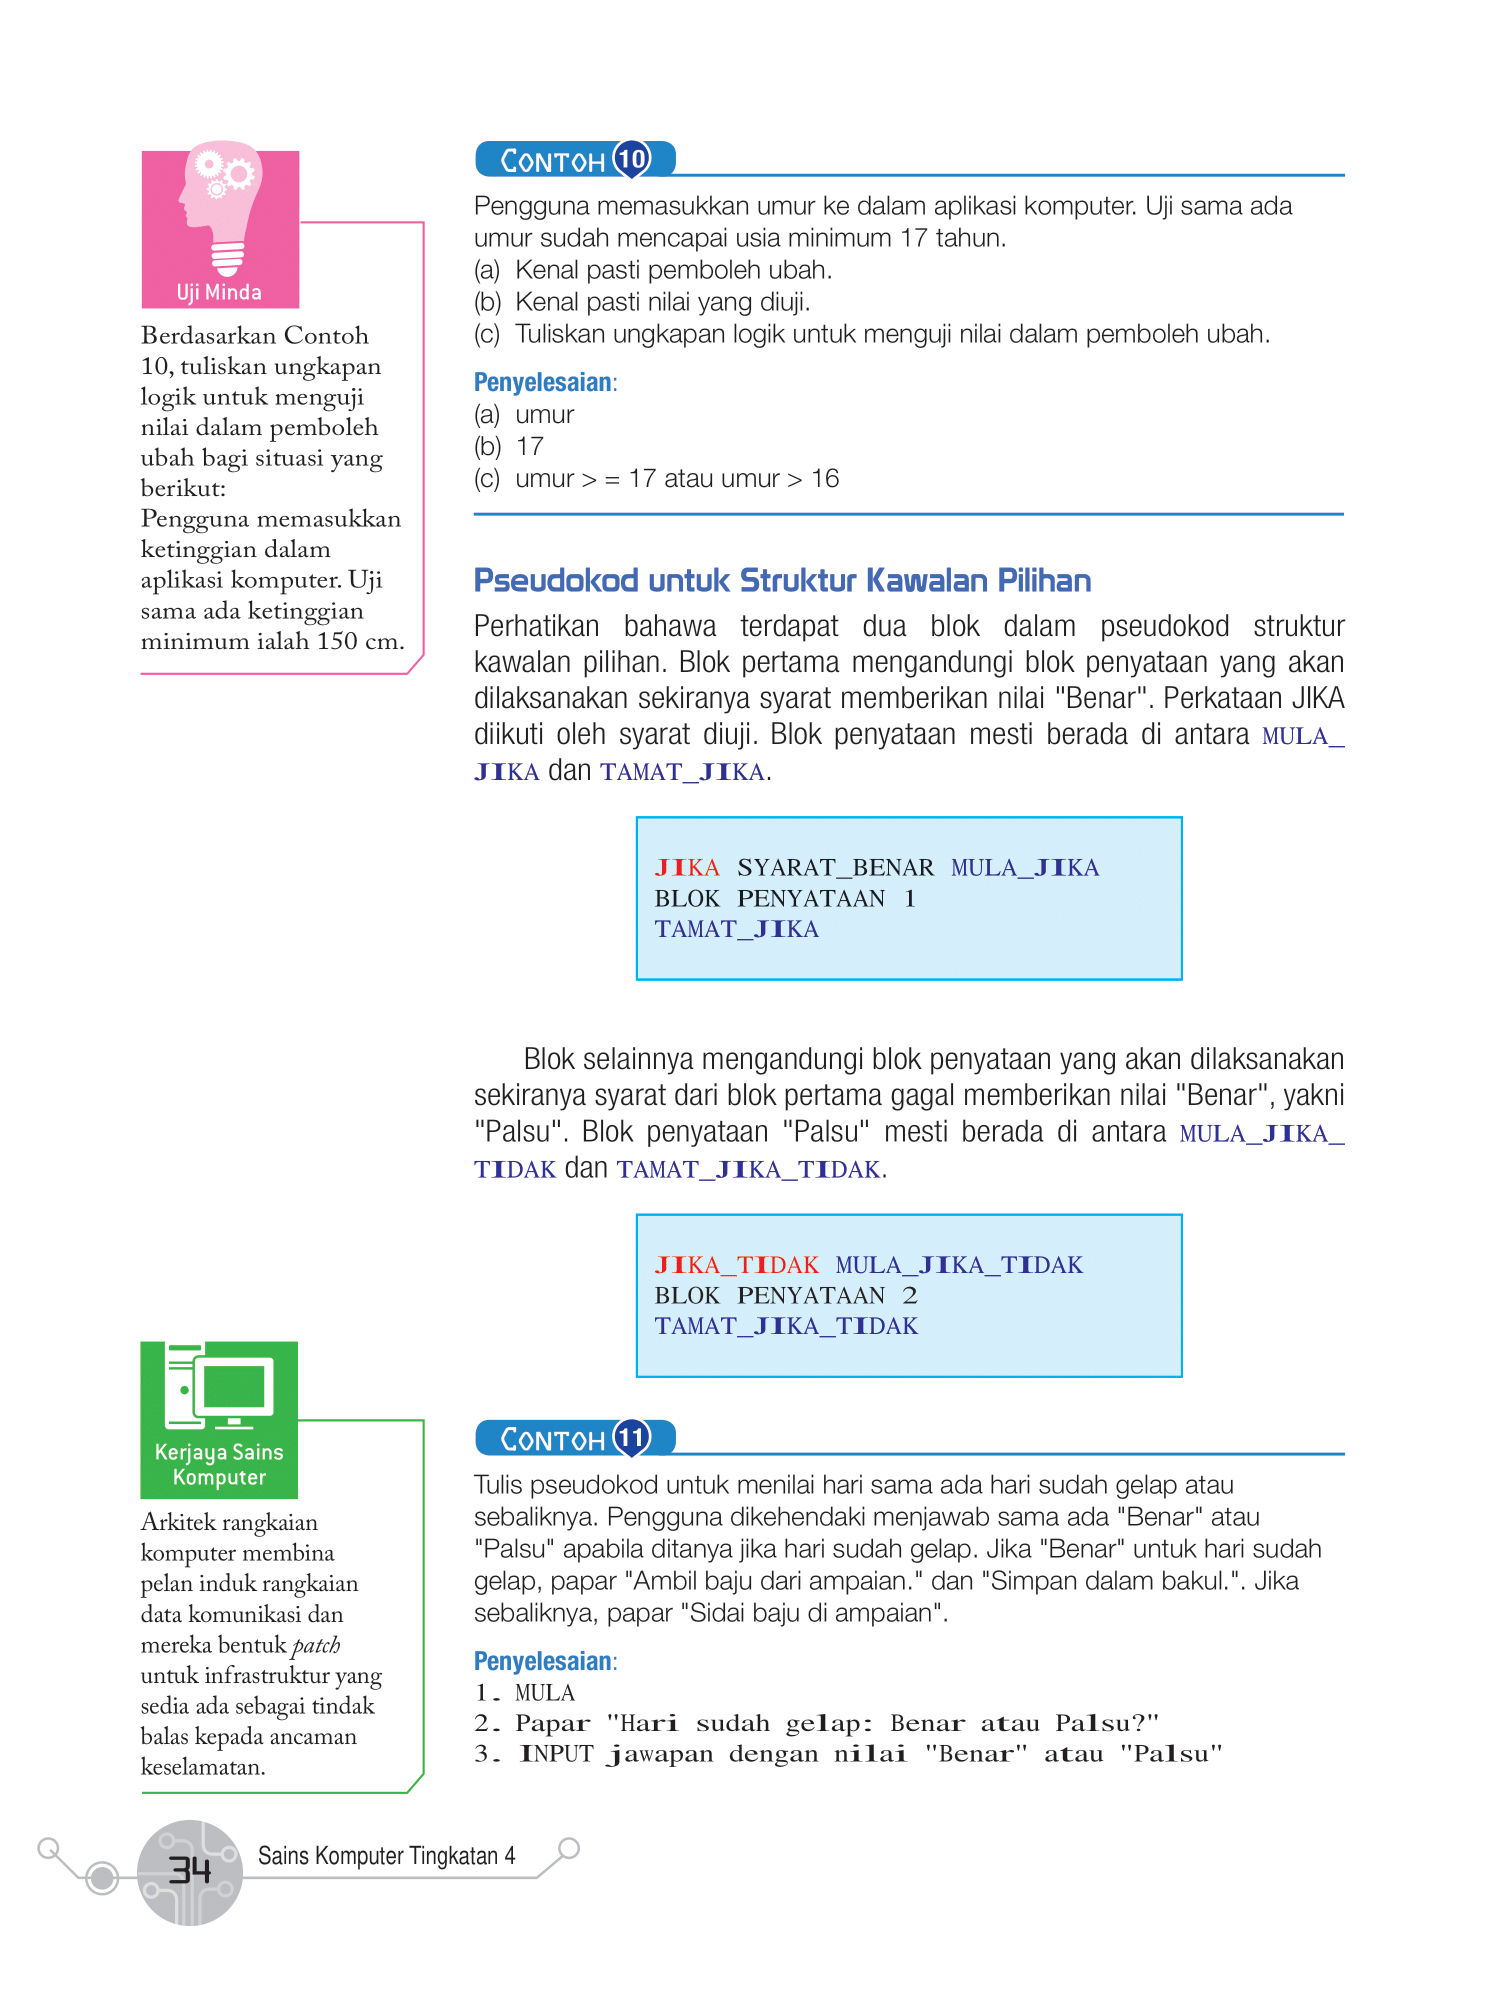 Uji Minda
Berdasarkan Contoh
10, tuliskan ungkapan
logik untuk menguji
nilai dalam pemboleh
ubah bagi situasi yang
berikut:
Pengguna memasukkan
ketinggian dalam
aplikasi komputer. Uji
sama ada ketinggian
minimum ialah 150 cm.
CONTOH 10
Pengguna memasukkan umur ke dalam aplikasi komputer. Uji sama ada
umur sudah mencapai usia minimum 17 tahun.
(a) Kenal pasti pemboleh ubah.
(b) Kenal pasti nilai yang diuji.
(c) Tuliskan ungkapan logik untuk menguji nilai dalam pemboleh ubah.
Penyelesaian:
(a) umur
(b) 17
(c) umur > = 17 atau umur > 16
Pseudokod untuk Struktur Kawalan Pilihan
Perhatikan bahawa terdapat dua blok dalam pseudokod struktur
kawalan pilihan. Blok pertama mengandungi blok penyataan yang akan
dilaksanakan sekiranya syarat memberikan nilai "Benar". Perkataan JIKA
diikuti oleh syarat diuji. Blok penyataan mesti berada di antara MULA_
JIKA dan TAMAT_JIKA.
JIKA SYARAT_BENAR MULA_JIKA
BLOK PENYATAAN 1
TAMAT_JIKA
Blok selainnya mengandungi blok penyataan yang akan dilaksanakan
sekiranya syarat dari blok pertama gagal memberikan nilai "Benar", yakni
"Palsu". Blok penyataan "Palsu" mesti berada di antara MULA_JIKA_
TIDAK dan TAMAT_JIKA_TIDAK.
JIKA_TIDAK MULA_JIKA_TIDAK
BLOK PENYATAAN 2
TAMAT_JIKA_TIDAK
Kerjaya Sains
Komputer
Arkitek rangkaian
komputer membina
pelan induk rangkaian
data komunikasi dan
mereka bentuk patch
untuk infrastruktur yang
sedia ada sebagai tindak
balas kepada ancaman
keselamatan.
CONTOH 11
Tulis pseudokod untuk menilai hari sama ada hari sudah gelap atau
sebaliknya. Pengguna dikehendaki menjawab sama ada "Benar" atau
"Palsu" apabila ditanya jika hari sudah gelap. Jika "Benar" untuk hari sudah
gelap, papar "Ambil baju dari ampaian." dan "Simpan dalam bakul.". Jika
sebaliknya, papar "Sidai baju di ampaian".
Penyelesaian:
1. MULA
2. Papar "Hari sudah gelap: Benar atau Palsu?"
3. INPUT jawapan dengan nilai "Benar" atau "Palsu"
34
Sains Komputer Tingkatan 4